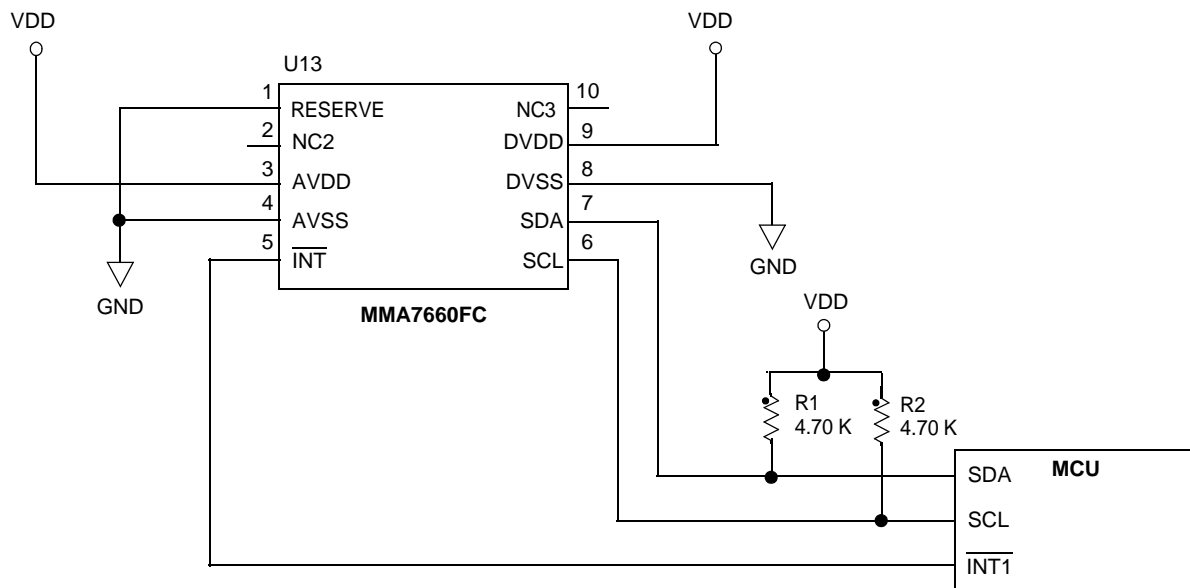 VDD
VDD
U13
1
RESERVE
NC3
10
2
NC2
DVDD
9
3
AVDD
DVSS
8
4
AVSS
SDA
7
5
INT
SCL
6
GND
GND
MMA7660FC
VDD
R1
4.70 K
R2
4.70 K
MCU
SDA
SCL
INT1